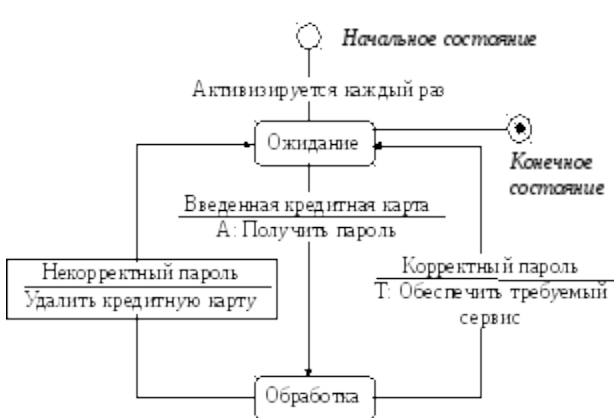 Начальное состояние
Активизируется каждый раз
Ожидание
Конечное
состояние
Введенная кредитная карта
А: Получить пароль
Некорректный пароль
Удалить кредитную карту
Корректный пароль
Т: Обеспечить требуемый
сервис
Обработка